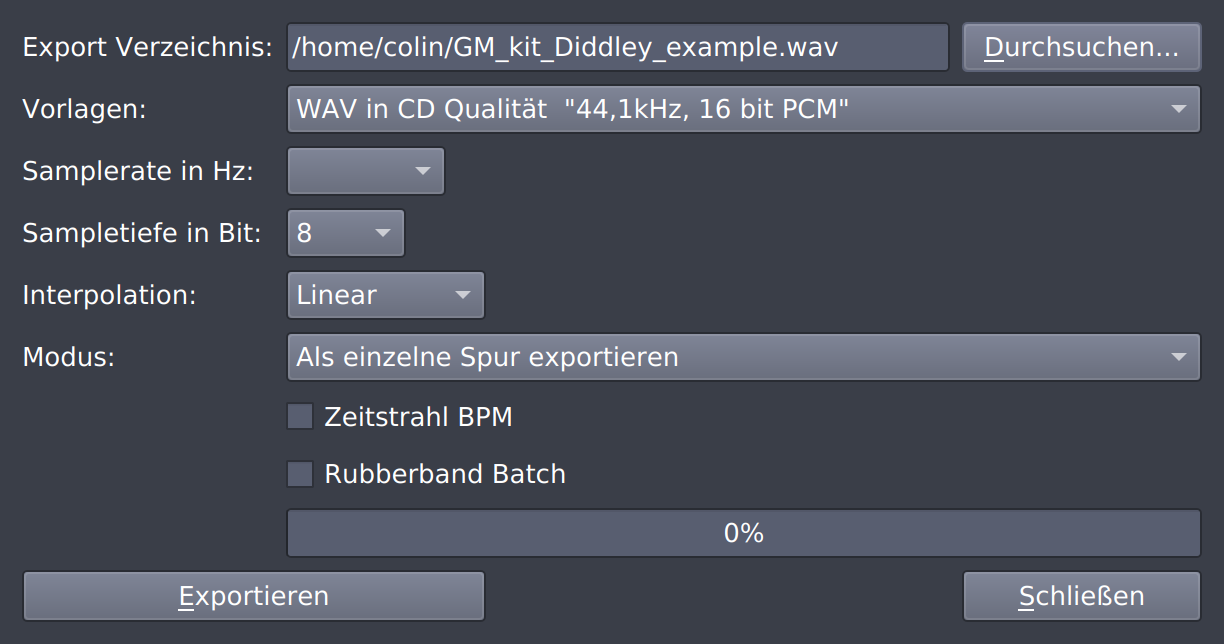 Export Verzeichnis: /home/colin/GM_kit_Diddley_example.wav Durchsuchen...
Vorlagen: WAV in CD Qualität  "44,1kHz, 16 bit PCM"
Samplerate in Hz:
Sampletiefe in Bit: 8
Interpolation: Linear
Modus: Als einzelne Spur exportieren
Zeitstrahl BPM
Rubberband Batch
0%
Exportieren Schließen